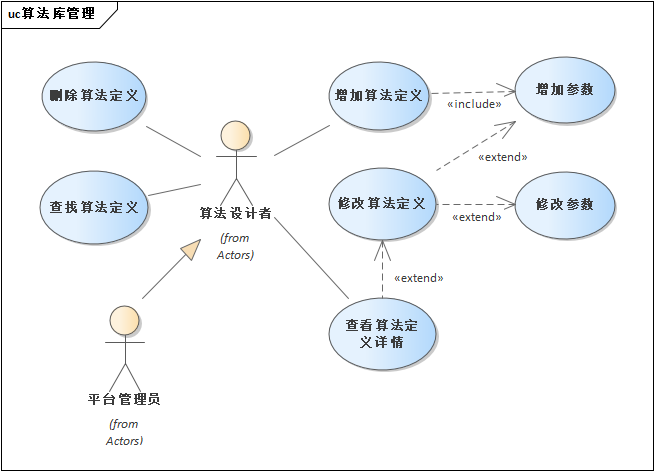 uc算法库管理
删除算法定义
增加算法定义
增加参数
«include»
«extend»
查找算法定义
算法设计者
(from
Actors)
修改算法定义
修改参数
«extend»
«extend»
查看算法定
义详情
平台管理员
(from
Actors)